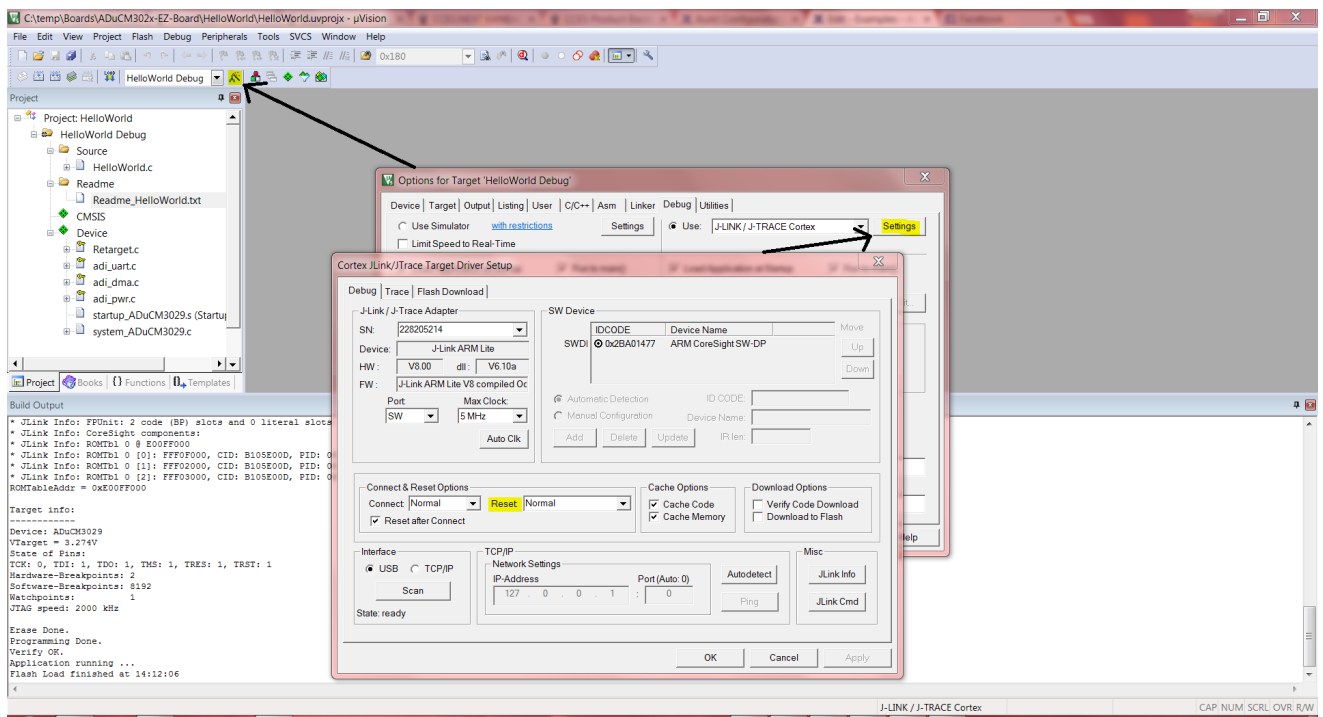 C:\temp\Boards\ADuCM302x-EZ-Board\HelloWorld\HelloWorld.uvprojx - µVision
File Edit View Project Flash Debug Peripherals Tools SVCS Window Help
0x180
HelloWorld Debug
Project
Project: HelloWorld
HelloWorld Debug
Source
HelloWorld.c
Readme
Readme_HelloWorld.txt
CMSIS
Device
Retarget.c
adi_uart.c
adi_dma.c
adi_pwr.c
startup_ADuCM3029.s (Startu
system_ADuCM3029.c
Project Books Functions Templates
Options for Target 'HelloWorld Debug'
Device Target Output Listing User C/C++ Asm Linker Debug Utilities
Use Simulator with restrictions Settings Use: J-LINK / J-TRACE Cortex Settings
Limit Speed to Real-Time
Help
Cortex JLink/JTrace Target Driver Setup
Debug Trace Flash Download
J-Link / J-Trace Adapter
SN: 228205214
Device: J-Link ARM Lite
HW : V8.00 dll : V6.10a
FW : J-Link ARM Lite V8 compiled Oc
Port: Max Clock:
SW 5 MHz
Auto Clk
SW Device
IDCODE Device Name Move
SWDI 0x2BA01477 ARM CoreSight SW-DP Up
Down
Automatic Detection ID CODE:
Manual Configuration Device Name:
Add Delete Update IR len:
Connect & Reset Options
Connect: Normal Reset: Normal
Reset after Connect
Cache Options
Cache Code
Cache Memory
Download Options
Verify Code Download
Download to Flash
Interface
USB TCP/IP
Scan
State: ready
TCP/IP
Network Settings
IP-Address Port (Auto: 0)
127 . 0 . 0 . 1 : 0
Autodetect
Ping
Misc
JLink Info
JLink Cmd
OK Cancel Apply
Build Output
* JLink Info: FPUnit: 2 code (BP) slots and 0 literal slots
* JLink Info: CoreSight components:
* JLink Info: ROMTbl 0 @ E00FF000
* JLink Info: ROMTbl 0 [0]: FFF0F000, CID: B105E00D, PID: 0
* JLink Info: ROMTbl 0 [1]: FFF02000, CID: B105E00D, PID: 0
* JLink Info: ROMTbl 0 [2]: FFF03000, CID: B105E00D, PID: 0
ROMTableAddr = 0xE00FF000
Target info:
------------
Device: ADuCM3029
VTarget = 3.274V
State of Pins:
TCK: 0, TDI: 1, TDO: 1, TMS: 1, TRES: 1, TRST: 1
Hardware-Breakpoints: 2
Software-Breakpoints: 8192
Watchpoints: 1
JTAG speed: 2000 kHz
Erase Done.
Programming Done.
Verify OK.
Application running ...
Flash Load finished at 14:12:06
J-LINK / J-TRACE Cortex CAP NUM SCRL OVR R/W